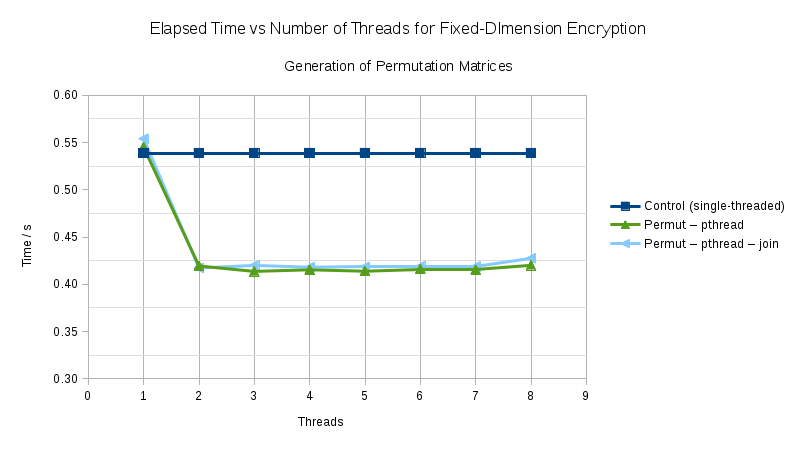 Elapsed Time vs Number of Threads for Fixed-DImension Encryption
Generation of Permutation Matrices
0.60
0.55
0.50
0.45
0.40
0.35
0.30
Time / s
0 1 2 3 4 5 6 7 8 9
Threads
Control (single-threaded)
Permut – pthread
Permut – pthread – join